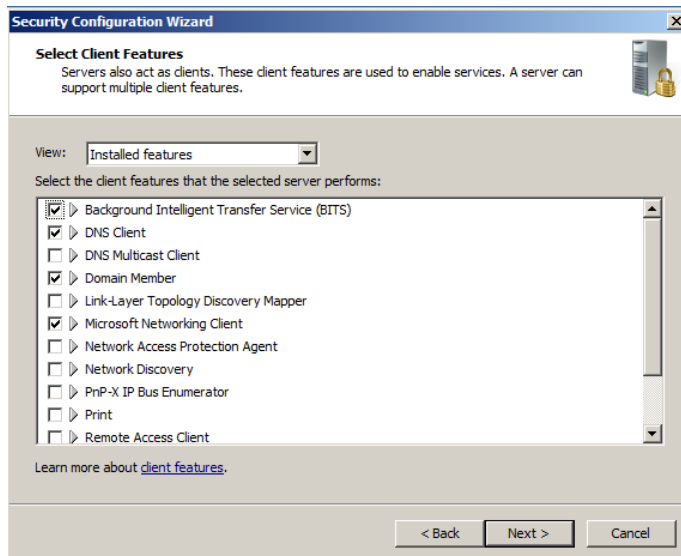 Security Configuration Wizard
Select Client Features
Servers also act as clients. These client features are used to enable services. A server can
support multiple client features.
View: Installed features
Select the client features that the selected server performs:
Background Intelligent Transfer Service (BITS)
DNS Client
DNS Multicast Client
Domain Member
Link-Layer Topology Discovery Mapper
Microsoft Networking Client
Network Access Protection Agent
Network Discovery
PnP-X IP Bus Enumerator
Print
Remote Access Client
Learn more about client features.
< Back Next > Cancel